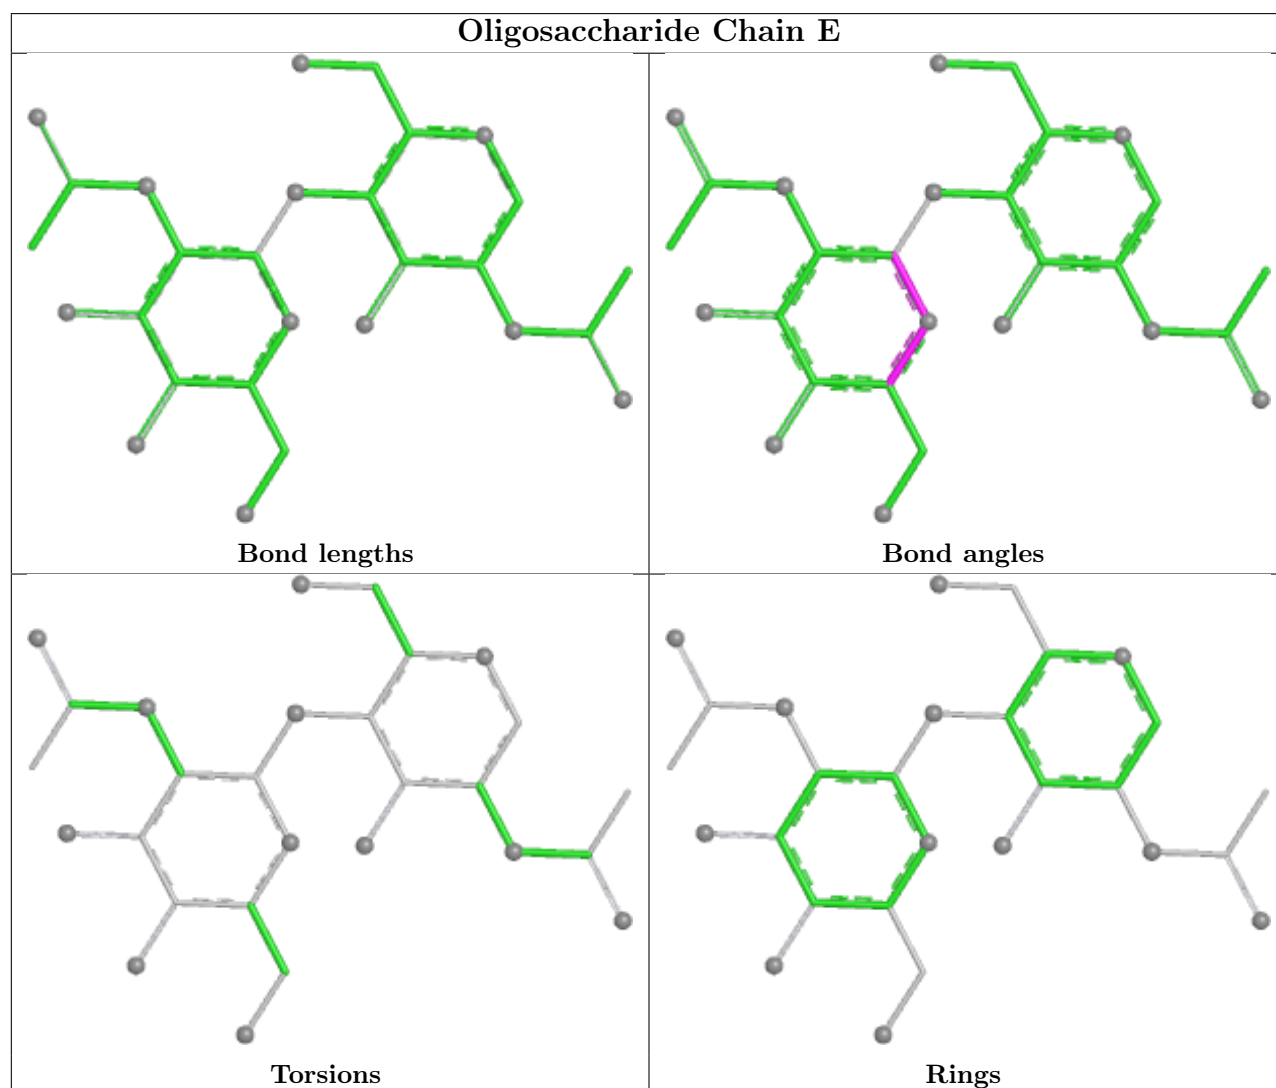 Oligosaccharide Chain E
Bond lengths
Bond angles
Torsions
Rings